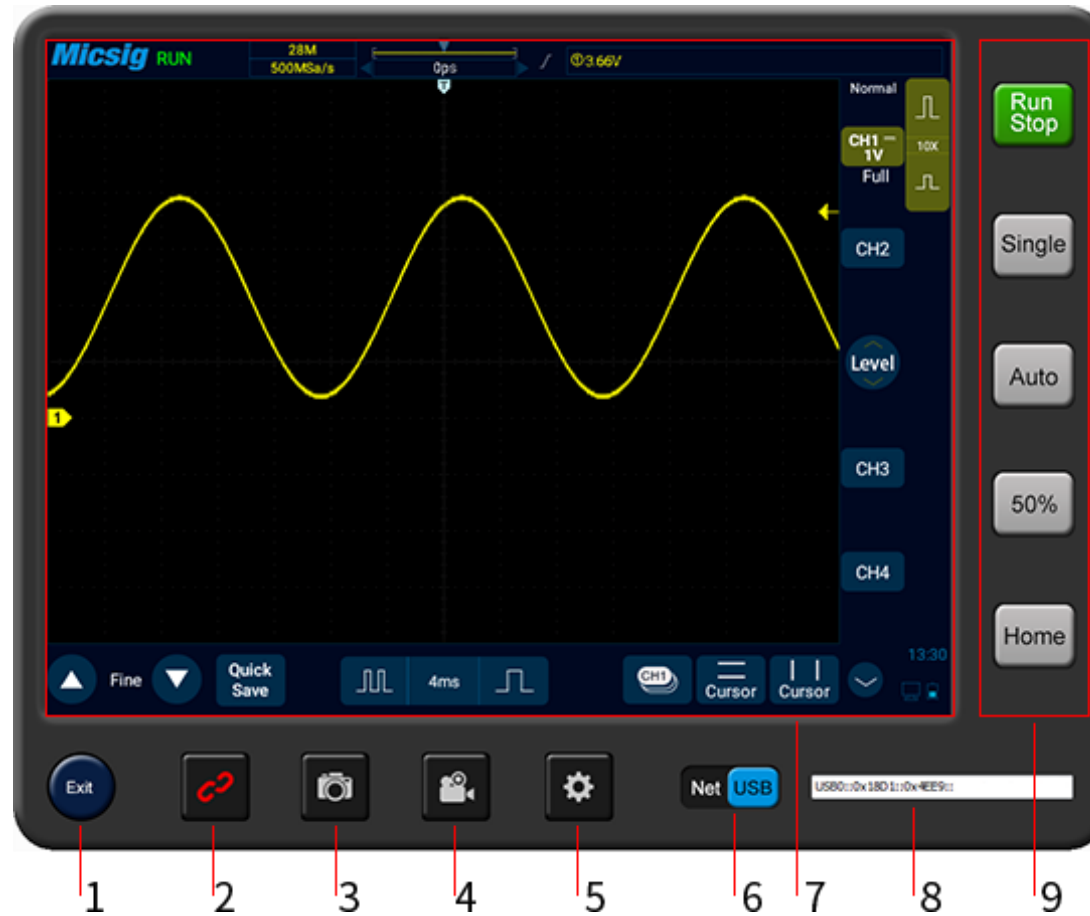 Micsig RUN
28M
500MSa/s
0ps
T
①3.66V
Normal
CH1
1V
Full
10X
CH2
Level
CH3
CH4
1
Fine
Quick
Save
4ms
CH1
Cursor
Cursor
13:30
Run
Stop
Single
Auto
50%
Home
Exit
Net USB
USB0::0x18D1::0x4EE9::
1 2 3 4 5 6 7 8 9